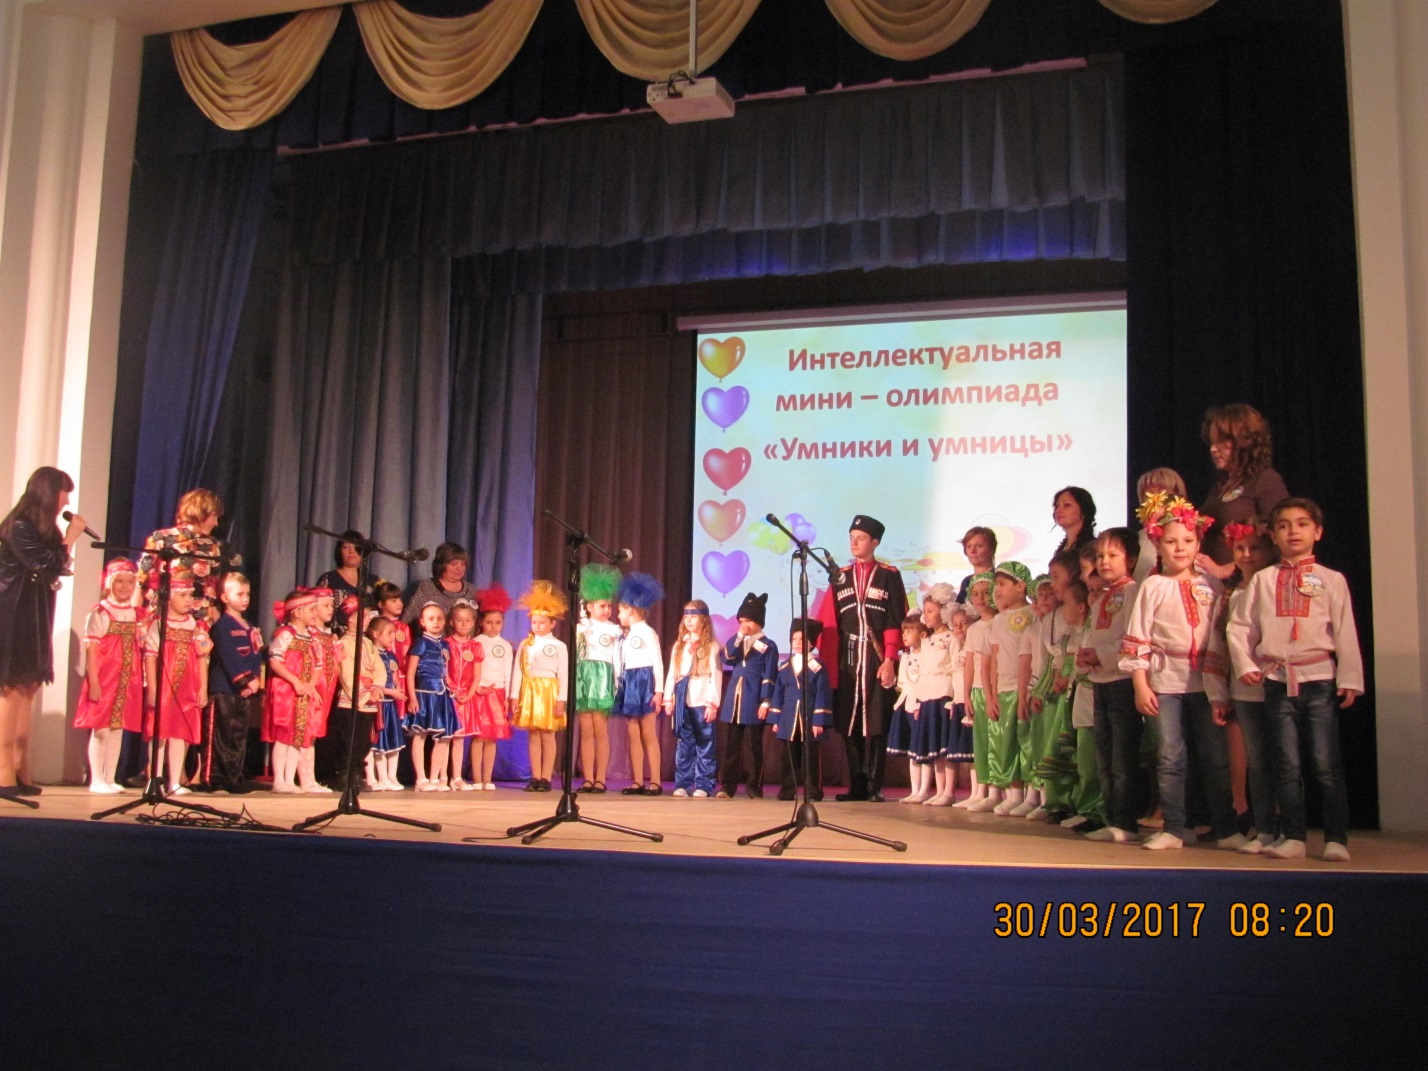 Интеллектуальная
мини – олимпиада
«Умники и умницы»
30/03/2017 08:20